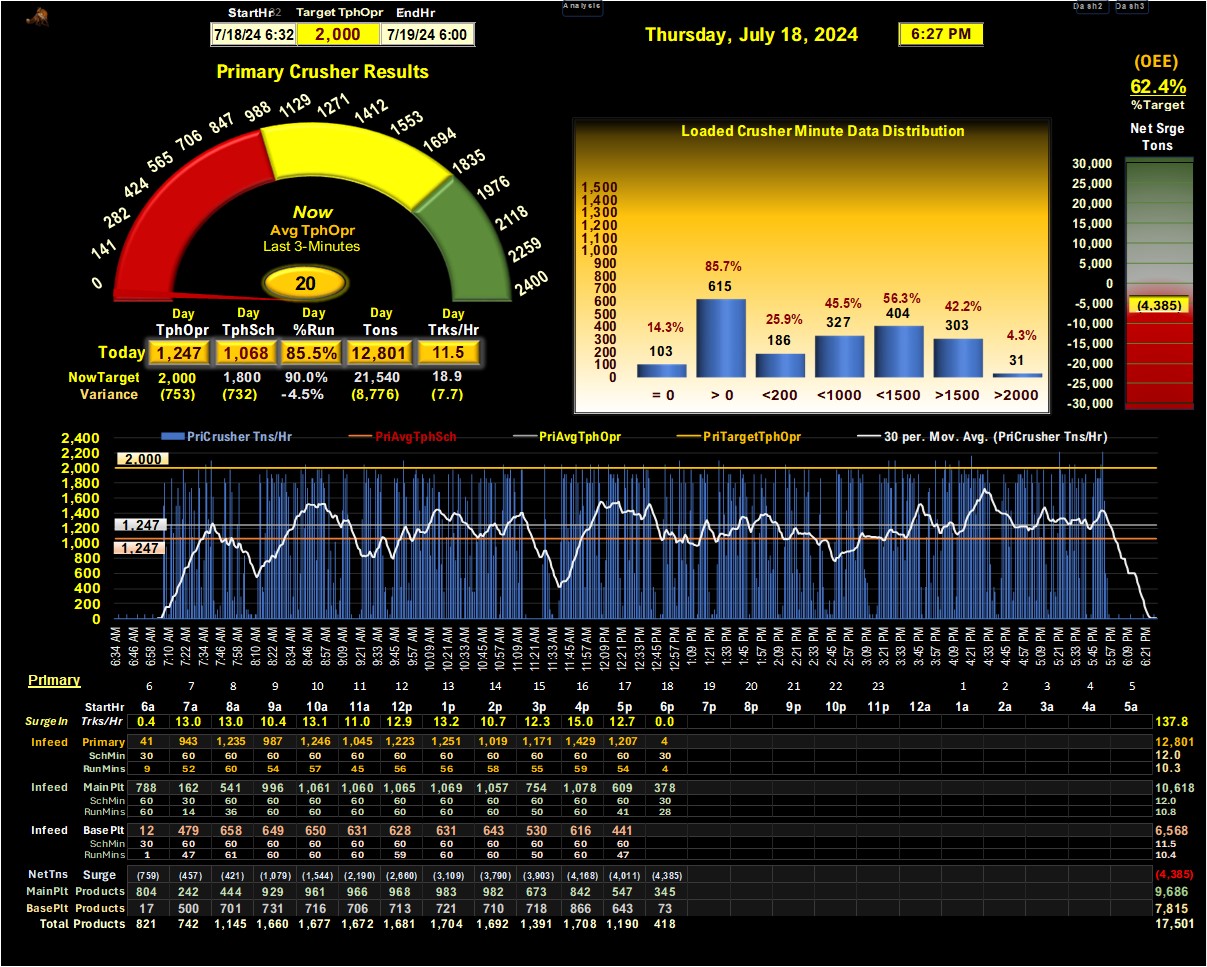 StartHr32 Target TphOpr EndHr Analysis Dash2 Dash3
7/18/24 6:32 2,000 7/19/24 6:00 Thursday, July 18, 2024 6:27 PM
(OEE)
62.4%
%Target
Net Srge
Tons
30,000
25,000
20,000
15,000
10,000
5,000
0
-5,000
(4,385)
-10,000
-15,000
-20,000
-25,000
-30,000
Primary Crusher Results
0 141 282 424 565 706 847 988 1129 1271 1412 1553 1694 1835 1976 2118 2259 2400
Now
Avg TphOpr
Last 3-Minutes
20
Day Day Day Day Day
TphOpr TphSch %Run Tons Trks/Hr
Today 1,247 1,068 85.5% 12,801 11.5
NowTarget 2,000 1,800 90.0% 21,540 18.9
Variance (753) (732) -4.5% (8,776) (7.7)
Loaded Crusher Minute Data Distribution
1,500
1,400
1,300
1,200
1,100
1,000
900
800
700
600
500
400
300
200
100
0
14.3% 85.7% 25.9% 45.5% 56.3% 42.2% 4.3%
103 615 186 327 404 303 31
= 0 > 0 <200 <1000 <1500 >1500 >2000
PriCrusher Tns/Hr PriAvgTphSch PriAvgTphOpr PriTargetTphOpr 30 per. Mov. Avg. (PriCrusher Tns/Hr)
2,400
2,200
2,000
1,800
1,600
1,400
1,200
1,000
800
600
400
200
0
2,000
1,247
1,247
6:34 AM 6:46 AM 6:58 AM 7:10 AM 7:22 AM 7:34 AM 7:46 AM 7:58 AM 8:10 AM 8:22 AM 8:34 AM 8:46 AM 8:57 AM 9:09 AM 9:21 AM 9:33 AM 9:45 AM 9:57 AM 10:09 AM 10:21 AM 10:33 AM 10:45 AM 10:57 AM 11:09 AM 11:21 AM 11:33 AM 11:45 AM 11:57 AM 12:09 PM 12:21 PM 12:33 PM 12:45 PM 12:57 PM 1:09 PM 1:21 PM 1:33 PM 1:45 PM 1:57 PM 2:09 PM 2:21 PM 2:33 PM 2:45 PM 2:57 PM 3:09 PM 3:21 PM 3:33 PM 3:45 PM 3:57 PM 4:09 PM 4:21 PM 4:33 PM 4:45 PM 4:57 PM 5:09 PM 5:21 PM 5:33 PM 5:45 PM 5:57 PM 6:09 PM 6:21 PM
Primary 6 7 8 9 10 11 12 13 14 15 16 17 18 19 20 21 22 23 1 2 3 4 5
StartHr 6a 7a 8a 9a 10a 11a 12p 1p 2p 3p 4p 5p 6p 7p 8p 9p 10p 11p 12a 1a 2a 3a 4a 5a
SurgeIn Trks/Hr 0.4 13.0 13.0 10.4 13.1 11.0 12.9 13.2 10.7 12.3 15.0 12.7 0.0 137.8
Infeed Primary 41 943 1,235 987 1,246 1,045 1,223 1,251 1,019 1,171 1,429 1,207 4 12,801
SchMin 30 60 60 60 60 60 60 60 60 60 60 60 30 12.0
RunMins 9 52 60 54 57 45 56 56 58 55 59 54 4 10.3
Infeed MainPlt 788 162 541 996 1,061 1,060 1,065 1,069 1,057 754 1,078 609 378 10,618
SchMin 60 30 60 60 60 60 60 60 60 60 60 60 30 12.0
RunMins 60 14 36 60 60 60 60 60 60 50 60 41 28 10.8
Infeed BasePlt 12 479 658 649 650 631 628 631 643 530 616 441 6,568
SchMin 30 60 60 60 60 60 60 60 60 60 60 60 11.5
RunMins 1 47 61 60 60 60 59 60 60 50 60 47 10.4
NetTns Surge (759) (457) (421) (1,079) (1,544) (2,190) (2,660) (3,109) (3,790) (3,903) (4,168) (4,011) (4,385) (4,385)
MainPlt Products 804 242 444 929 961 966 968 983 982 673 842 547 345 9,686
BasePlt Products 17 500 701 731 716 706 713 721 710 718 866 643 73 7,815
Total Products 821 742 1,145 1,660 1,677 1,672 1,681 1,704 1,692 1,391 1,708 1,190 418 17,501